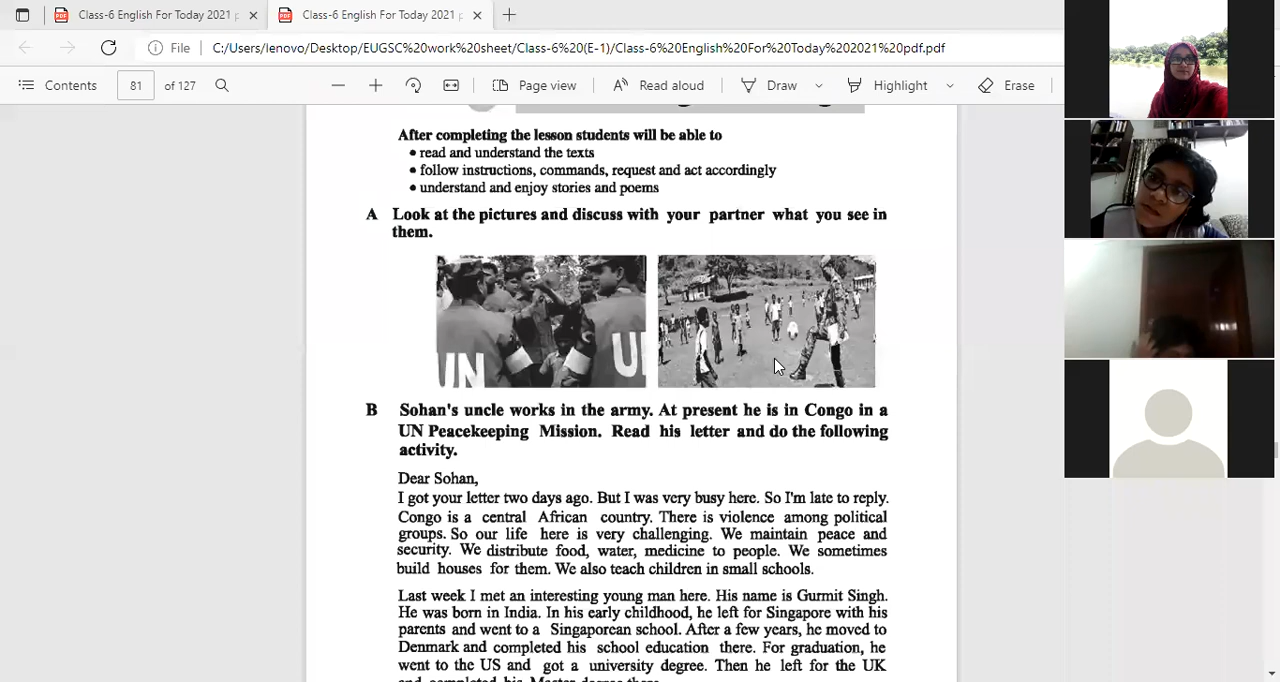 Class-6 English For Today 2021 p
Class-6 English For Today 2021 p
File
C:/Users/lenovo/Desktop/EUGSC%20work%20sheet/Class-6%20(E-1)/Class-6%20English%20For%20Today%202021%20pdf.pdf
Contents
81
of 127
Page view
Read aloud
Draw
Highlight
Erase
After completing the lesson students will be able to
• read and understand the texts
• follow instructions, commands, request and act accordingly
• understand and enjoy stories and poems
A Look at the pictures and discuss with your partner what you see in
them.
UN
B Sohan's uncle works in the army. At present he is in Congo in a
UN Peacekeeping Mission. Read his letter and do the following
activity.
Dear Sohan,
I got your letter two days ago. But I was very busy here. So I'm late to reply.
Congo is a central African country. There is violence among political
groups. So our life here is very challenging. We maintain peace and
security. We distribute food, water, medicine to people. We sometimes
build houses for them. We also teach children in small schools.
Last week I met an interesting young man here. His name is Gurmit Singh.
He was born in India. In his early childhood, he left for Singapore with his
parents and went to a Singaporean school. After a few years, he moved to
Denmark and completed his school education there. For graduation, he
went to the US and got a university degree. Then he left for the UK
and completed his Master degree there.